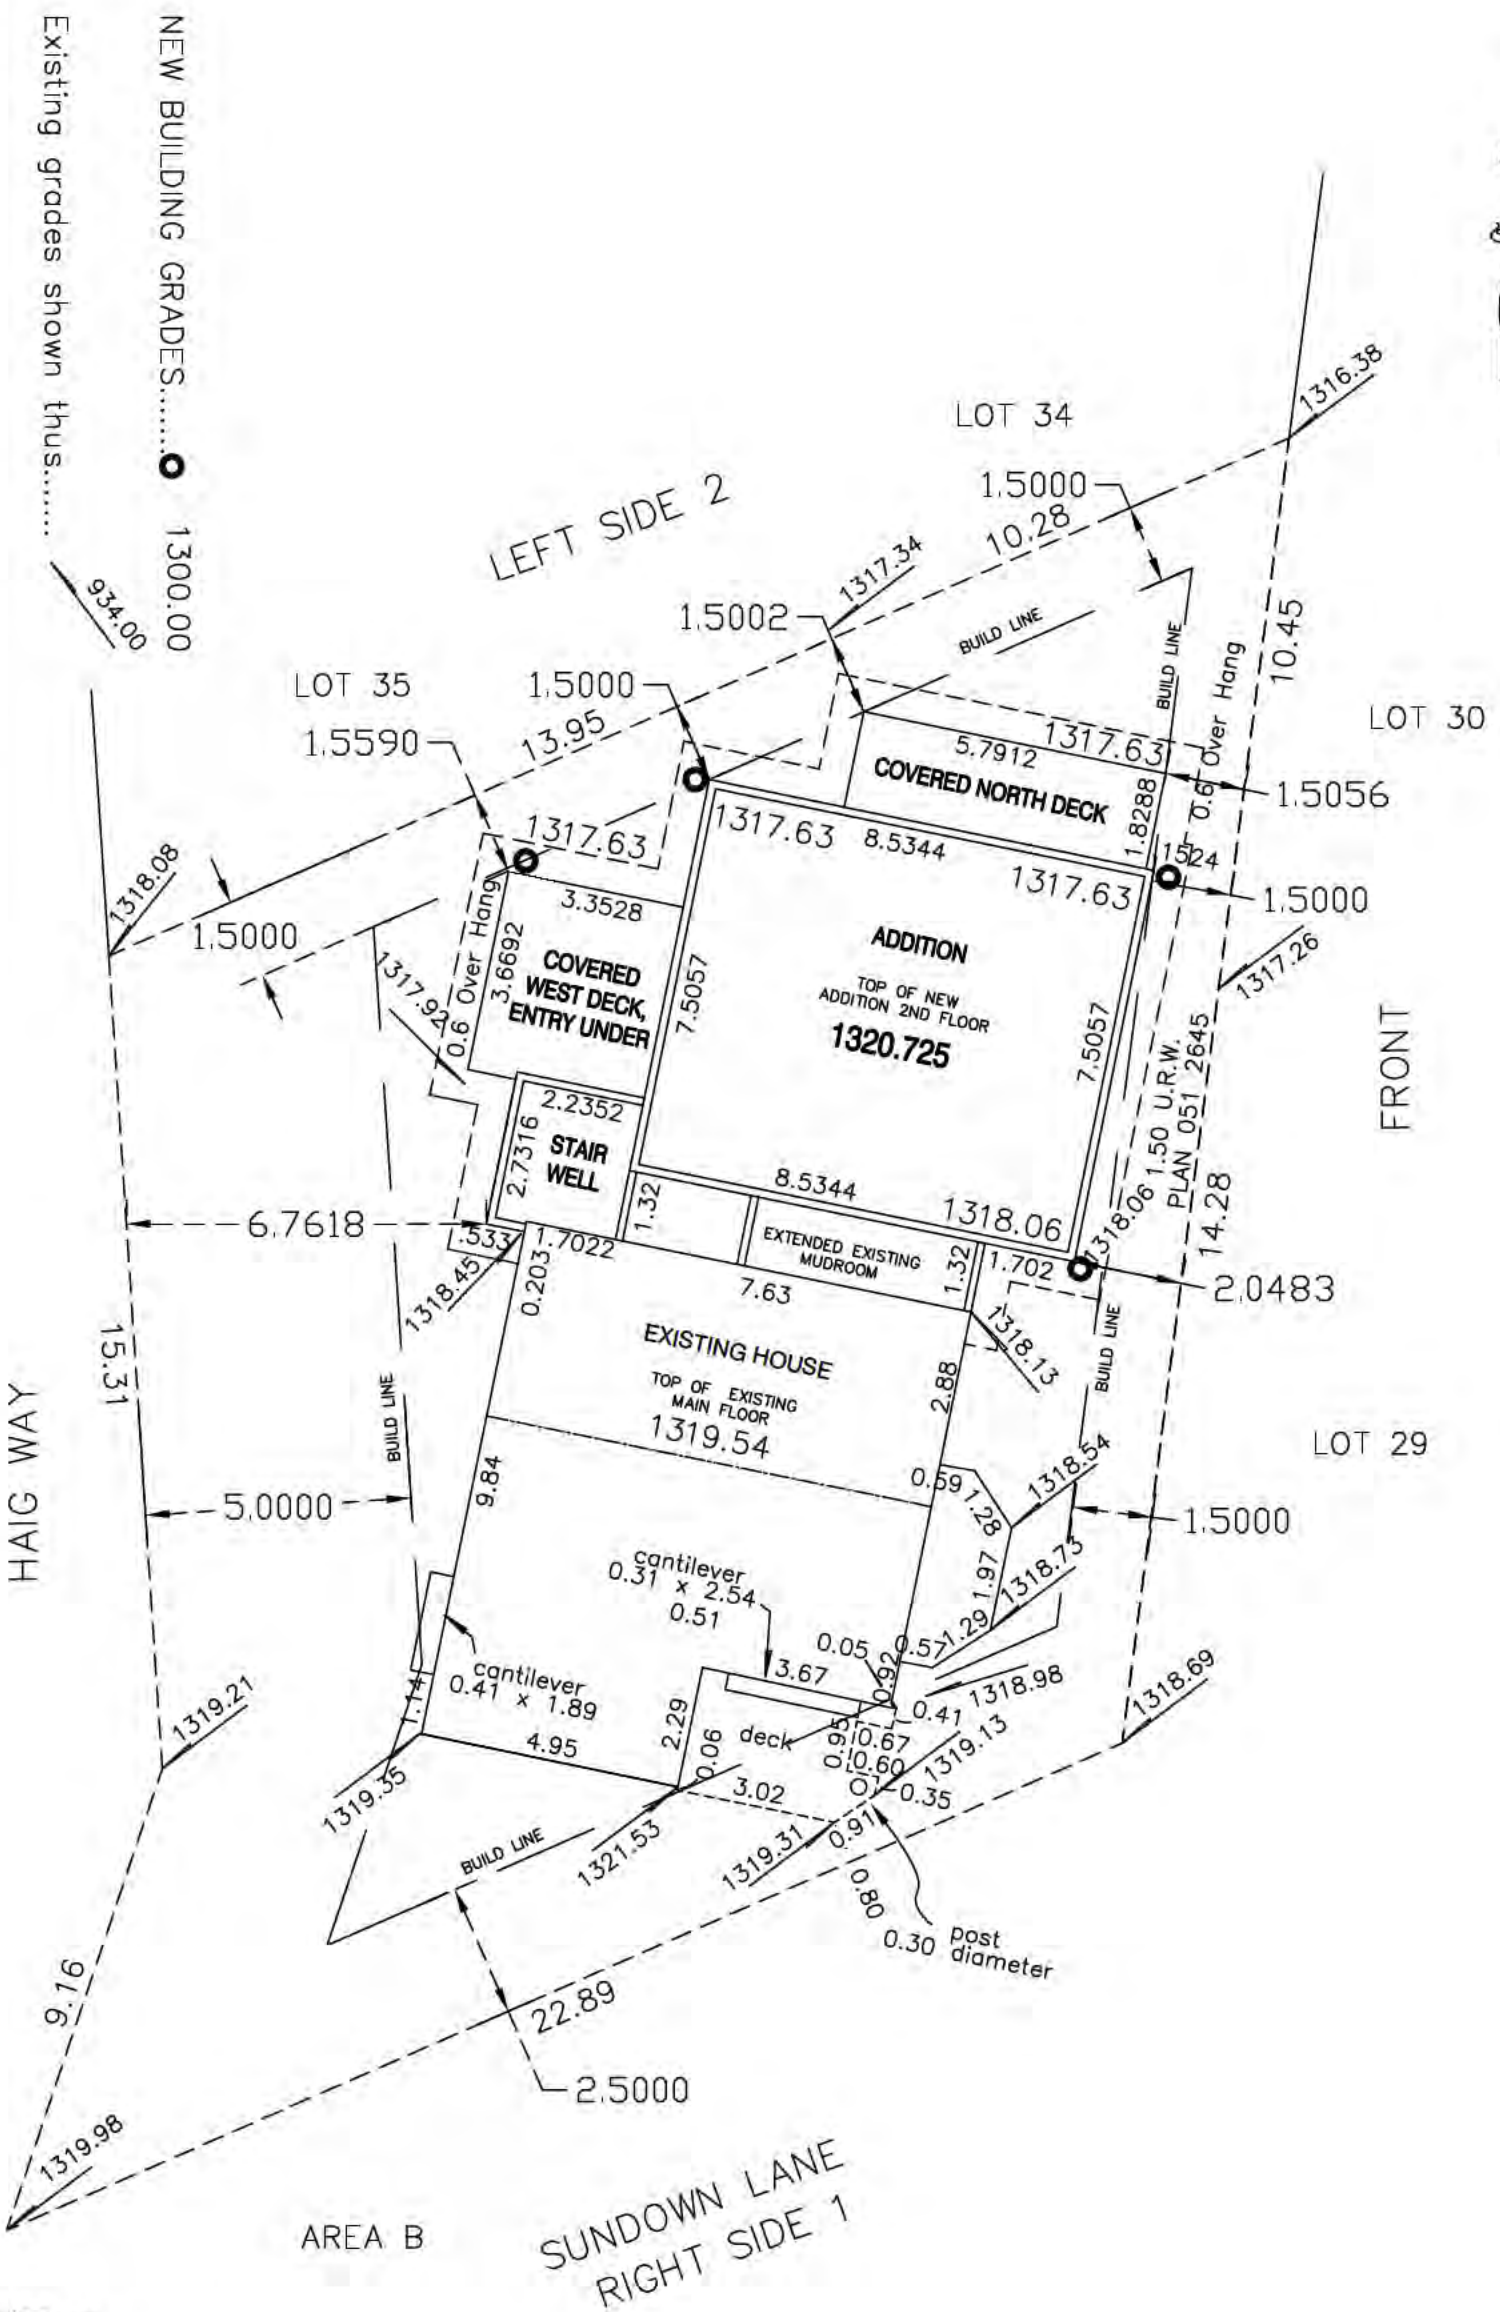 NEW BUILDING GRADES....... 1300.00
Existing grades shown thus........ 934.00
LOT 34
1316.38
1.5000
10.28
LEFT SIDE 2
1317.34
1.5002
BUILD LINE
BUILD LINE
0.6 Over Hang
10.45
LOT 35
1.5000
13.95
1.5590
LOT 30
5.7912
1317.63
COVERED NORTH DECK
1.8288
1.5056
1317.63
1317.63
8.5344
1317.63
1524
1.5000
1318.08
1.5000
3.3528
0.6 Over Hang
3.6692
COVERED
WEST DECK,
ENTRY UNDER
1317.92
7.5057
ADDITION
TOP OF NEW
ADDITION 2ND FLOOR
1320.725
7.5057
1317.26
1.50 U.R.W.
PLAN 051 2645
FRONT
2.2352
2.7316
STAIR
WELL
8.5344
1318.06
1318.06
14.28
6.7618
.533
1.7022
1.32
EXTENDED EXISTING
MUDROOM
1.32
1.702
2.0483
0.203
1318.45
7.63
1318.13
BUILD LINE
15.31
HAIG WAY
EXISTING HOUSE
TOP OF EXISTING
MAIN FLOOR
1319.54
2.88
BUILD LINE
LOT 29
9.84
0.59
1.28
1318.54
5.0000
1.5000
cantilever
0.31 x 2.54
0.51
1.97
1318.73
1.29
0.57
0.05
3.67
0.92
cantilever
0.41 x 1.89
1.14
1318.98
0.41
1318.69
1319.21
2.29
0.06
deck
0.95
0.67
0.60
1319.13
0.35
4.95
3.02
1319.35
BUILD LINE
1321.53
1319.31
0.91
0.80
0.30
post
diameter
9.16
22.89
2.5000
1319.98
AREA B
SUNDOWN LANE
RIGHT SIDE 1